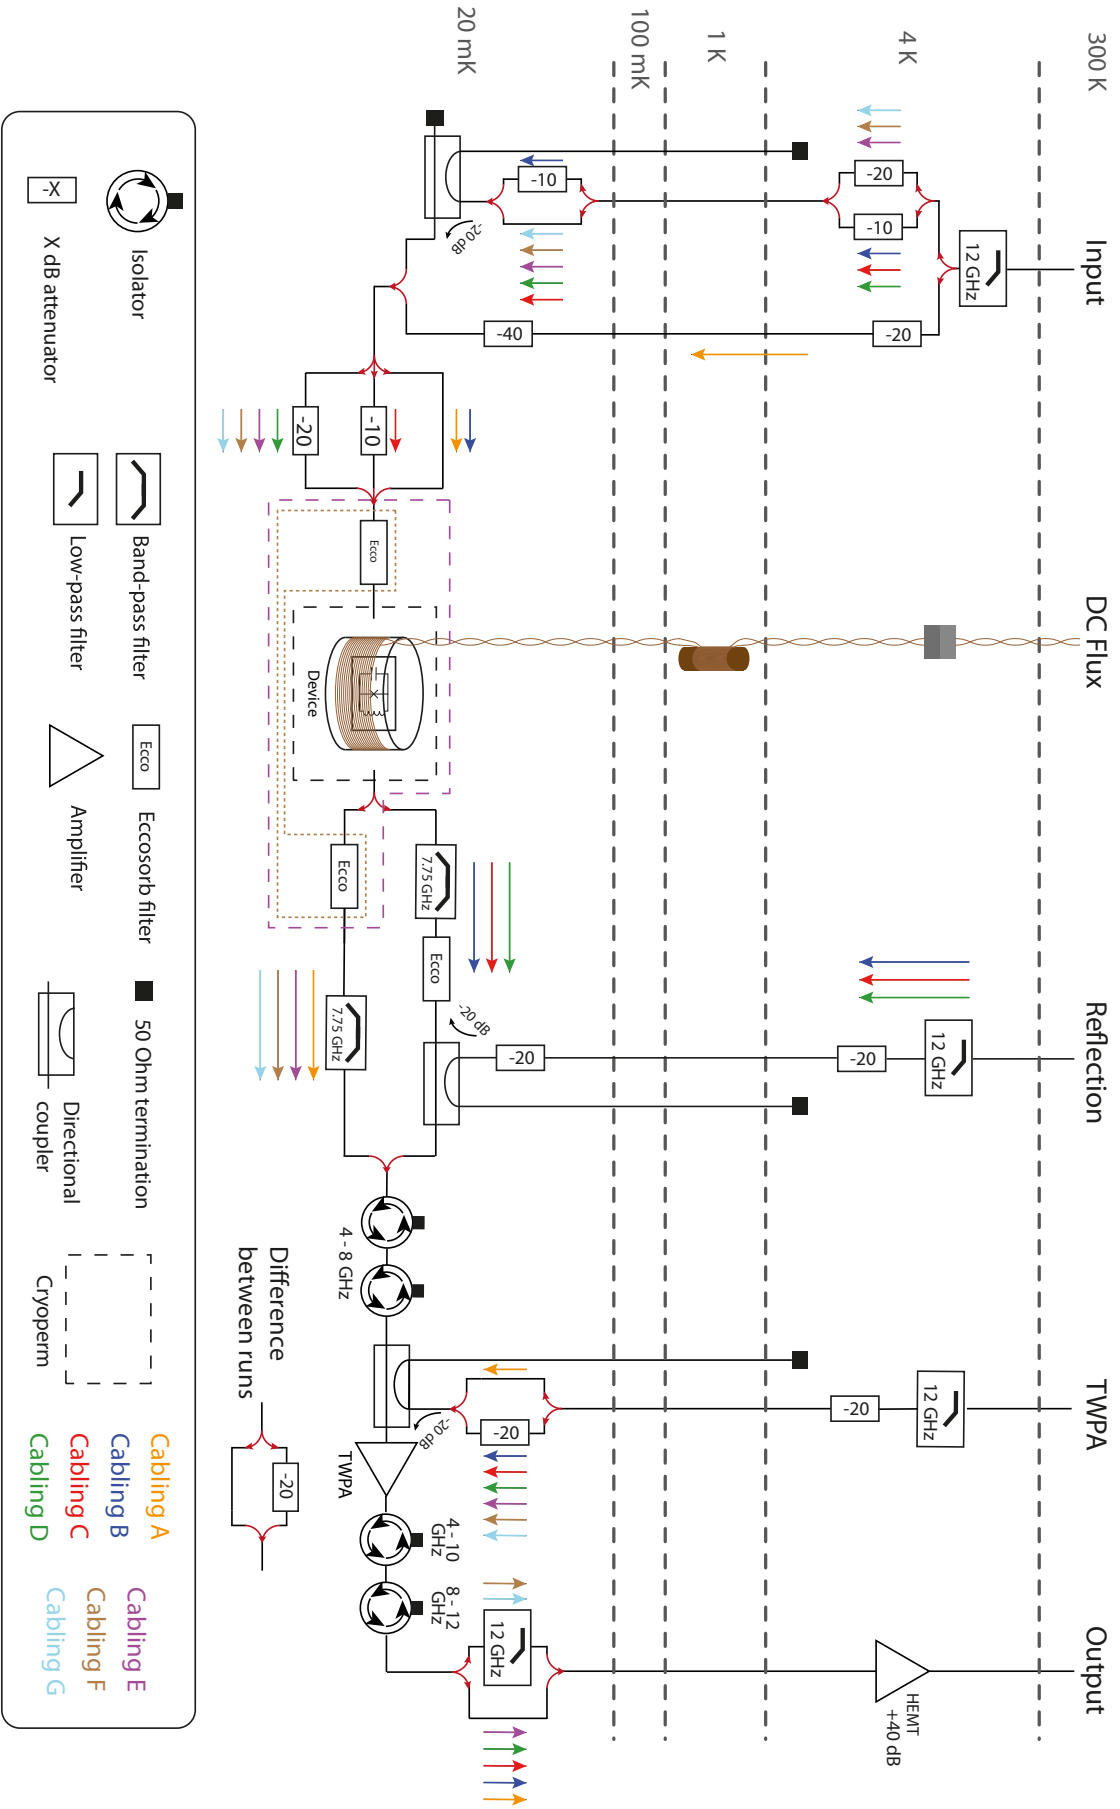 300 K
4 K
1 K
100 mK
20 mK
Input
DC Flux
Reflection
TWPA
Output
12 GHz
-20
-10
-20
-10
-20 dB
-40
-20
-10
Ecco
Device
12 GHz
-20
-20
-20 dB
7.75 GHz
Ecco
Ecco
7.75 GHz
4 - 8 GHz
12 GHz
-20
-20
-20 dB
TWPA
4 - 10
GHz
8 - 12
GHz
12 GHz
HEMT
+40 dB
Difference
between runs
-20
Isolator
-X
X dB attenuator
Band-pass filter
Low-pass filter
Ecco
Eccosorb filter
Amplifier
50 Ohm termination
Directional
coupler
Cryoperm
Cabling A
Cabling B
Cabling C
Cabling D
Cabling E
Cabling F
Cabling G